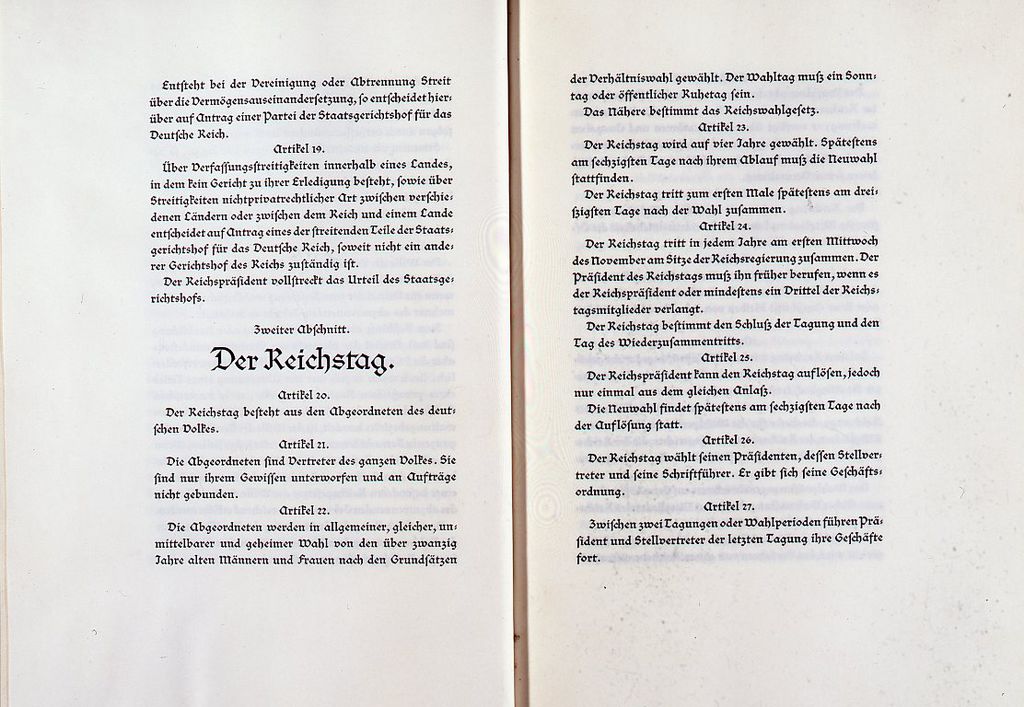 Entsteht bei der Vereinigung oder Abtrennung Streit
über die Vermögensauseinandersetzung, so entscheidet hier-
über auf Antrag einer Partei der Staatsgerichtshof für das
Deutsche Reich.
Artikel 19.
Über Verfassungsstreitigkeiten innerhalb eines Landes,
in dem kein Gericht zu ihrer Erledigung besteht, sowie über
Streitigkeiten nichtprivatrechtlicher Art zwischen verschie-
denen Ländern oder zwischen dem Reich und einem Lande
entscheidet auf Antrag eines der streitenden Teile der Staats-
gerichtshof für das Deutsche Reich, soweit nicht ein ande-
rer Gerichtshof des Reichs zuständig ist.
Der Reichspräsident vollstreckt das Urteil des Staatsge-
richtshofs.
Zweiter Abschnitt.
Der Reichstag.
Artikel 20.
Der Reichstag besteht aus den Abgeordneten des deut-
schen Volkes.
Artikel 21.
Die Abgeordneten sind Vertreter des ganzen Volkes. Sie
sind nur ihrem Gewissen unterworfen und an Aufträge
nicht gebunden.
Artikel 22.
Die Abgeordneten werden in allgemeiner, gleicher, un-
mittelbarer und geheimer Wahl von den über zwanzig
Jahre alten Männern und Frauen nach den Grundsätzen
der Verhältniswahl gewählt. Der Wahltag muß ein Sonn-
tag oder öffentlicher Ruhetag sein.
Das Nähere bestimmt das Reichswahlgesetz.
Artikel 23.
Der Reichstag wird auf vier Jahre gewählt. Spätestens
am sechzigsten Tage nach ihrem Ablauf muß die Neuwahl
stattfinden.
Der Reichstag tritt zum ersten Male spätestens am drei-
ßigsten Tage nach der Wahl zusammen.
Artikel 24.
Der Reichstag tritt in jedem Jahre am ersten Mittwoch
des November am Sitze der Reichsregierung zusammen. Der
Präsident des Reichstags muß ihn früher berufen, wenn es
der Reichspräsident oder mindestens ein Drittel der Reichs-
tagsmitglieder verlangt.
Der Reichstag bestimmt den Schluß der Tagung und den
Tag des Wiederzusammentritts.
Artikel 25.
Der Reichspräsident kann den Reichstag auflösen, jedoch
nur einmal aus dem gleichen Anlaß.
Die Neuwahl findet spätestens am sechzigsten Tage nach
der Auflösung statt.
Artikel 26.
Der Reichstag wählt seinen Präsidenten, dessen Stellver-
treter und seine Schriftführer. Er gibt sich seine Geschäfts-
ordnung.
Artikel 27.
Zwischen zwei Tagungen oder Wahlperioden führen Prä-
sident und Stellvertreter der letzten Tagung ihre Geschäfte
fort.